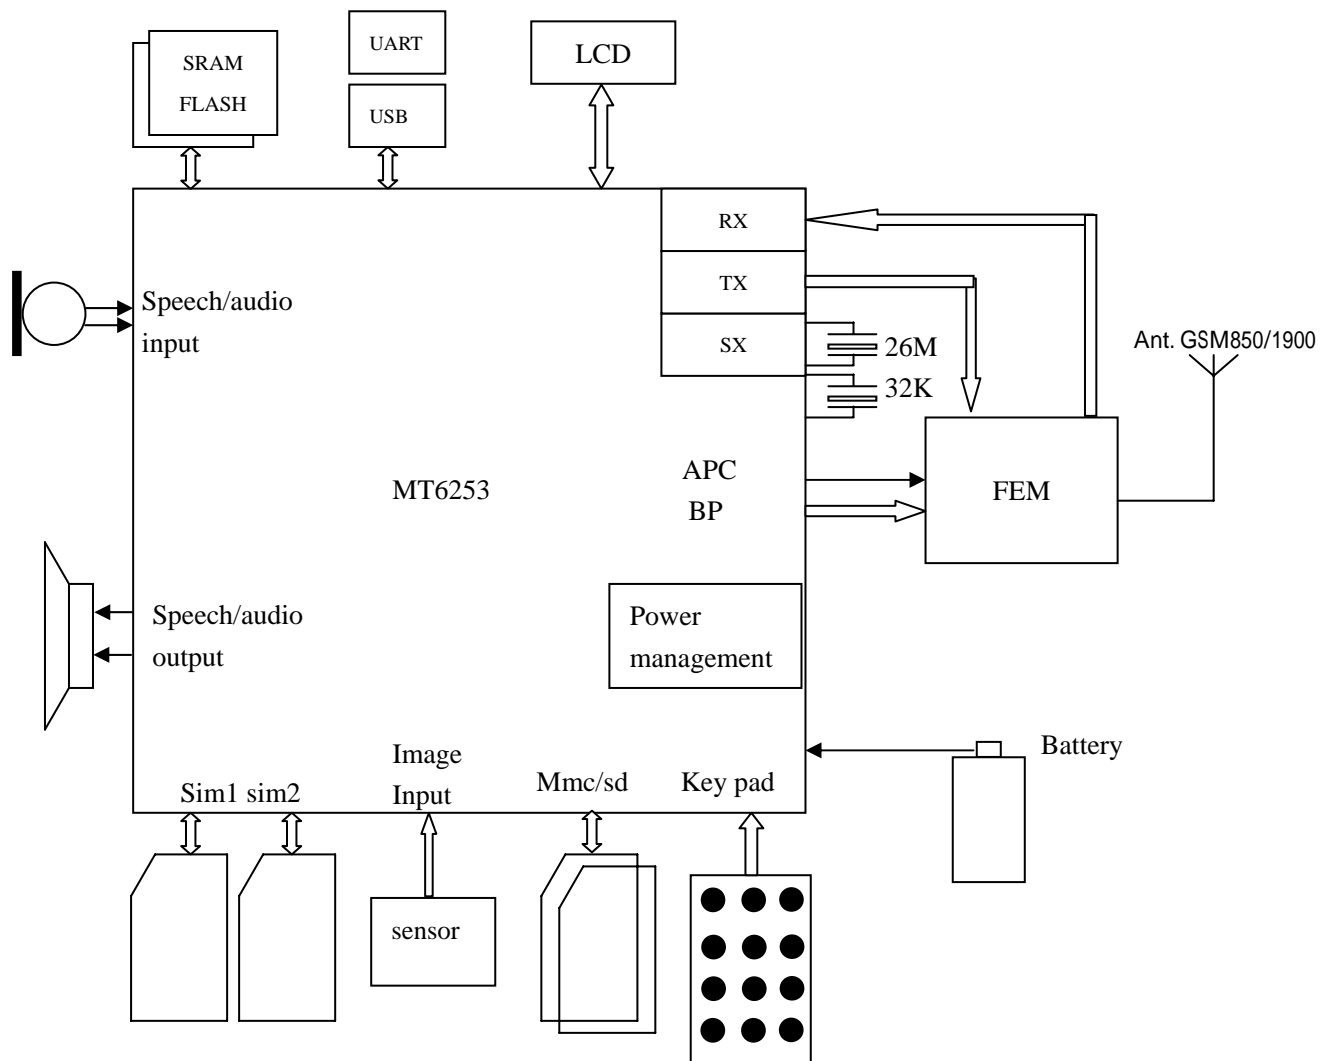 UART
SRAM
FLASH
LCD
USB
RX
TX
SX
26M
32K
Speech/audio
input
Ant. GSM850/1900
MT6253
APC
BP
FEM
Speech/audio
output
Power
management
Battery
Image
Input
Sim1 sim2
Mmc/sd
Key pad
sensor